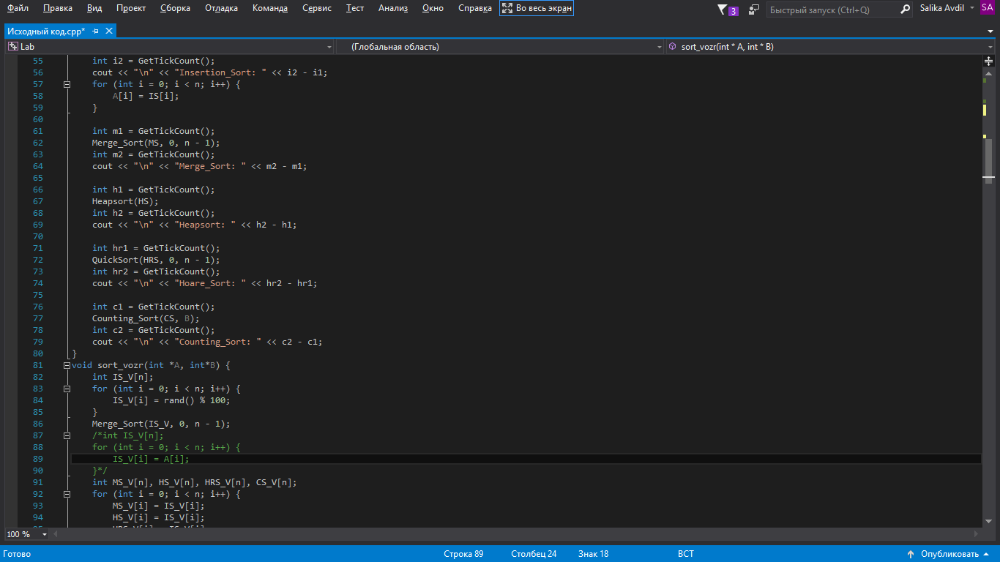 Файл Правка Вид Проект Сборка Отладка Команда Сервис Тест Анализ Окно Справка Во весь экран 3 Быстрый запуск (Ctrl+Q) Salika Avdil SA
Исходный код.cpp*
Lab (Глобальная область) sort_vozr(int * A, int * B)
55 int i2 = GetTickCount();
56 cout << "\n" << "Insertion_Sort: " << i2 - i1;
57 for (int i = 0; i < n; i++) {
58 A[i] = IS[i];
59 }
60
61 int m1 = GetTickCount();
62 Merge_Sort(MS, 0, n - 1);
63 int m2 = GetTickCount();
64 cout << "\n" << "Merge_Sort: " << m2 - m1;
65
66 int h1 = GetTickCount();
67 Heapsort(HS);
68 int h2 = GetTickCount();
69 cout << "\n" << "Heapsort: " << h2 - h1;
70
71 int hr1 = GetTickCount();
72 QuickSort(HRS, 0, n - 1);
73 int hr2 = GetTickCount();
74 cout << "\n" << "Hoare_Sort: " << hr2 - hr1;
75
76 int c1 = GetTickCount();
77 Counting_Sort(CS, B);
78 int c2 = GetTickCount();
79 cout << "\n" << "Counting_Sort: " << c2 - c1;
80 }
81 void sort_vozr(int *A, int*B) {
82 int IS_V[n];
83 for (int i = 0; i < n; i++) {
84 IS_V[i] = rand() % 100;
85 }
86 Merge_Sort(IS_V, 0, n - 1);
87 /*int IS_V[n];
88 for (int i = 0; i < n; i++) {
89 IS_V[i] = A[i];
90 }*/
91 int MS_V[n], HS_V[n], HRS_V[n], CS_V[n];
92 for (int i = 0; i < n; i++) {
93 MS_V[i] = IS_V[i];
94 HS_V[i] = IS_V[i];
100 %
Готово Строка 89 Столбец 24 Знак 18 ВСТ Опубликовать